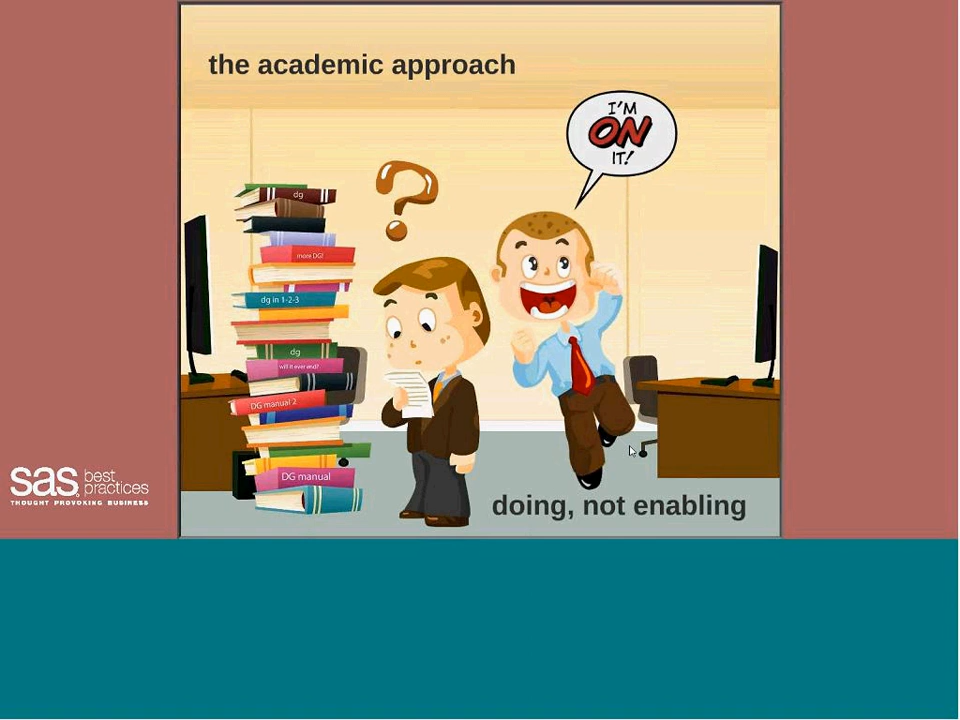 the academic approach
I'M
ON
IT!
dg
more DG!
dg in 1-2-3
dg
will it ever end?
DG manual 2
DG manual
sas
best
practices
THOUGHT PROVOKING BUSINESS
doing, not enabling